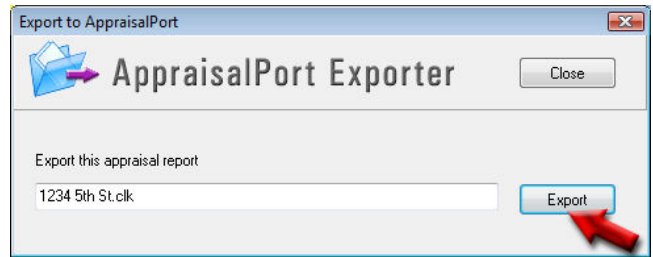 Export to AppraisalPort
AppraisalPort Exporter
Close
Export this appraisal report
1234 5th St.clk
Export